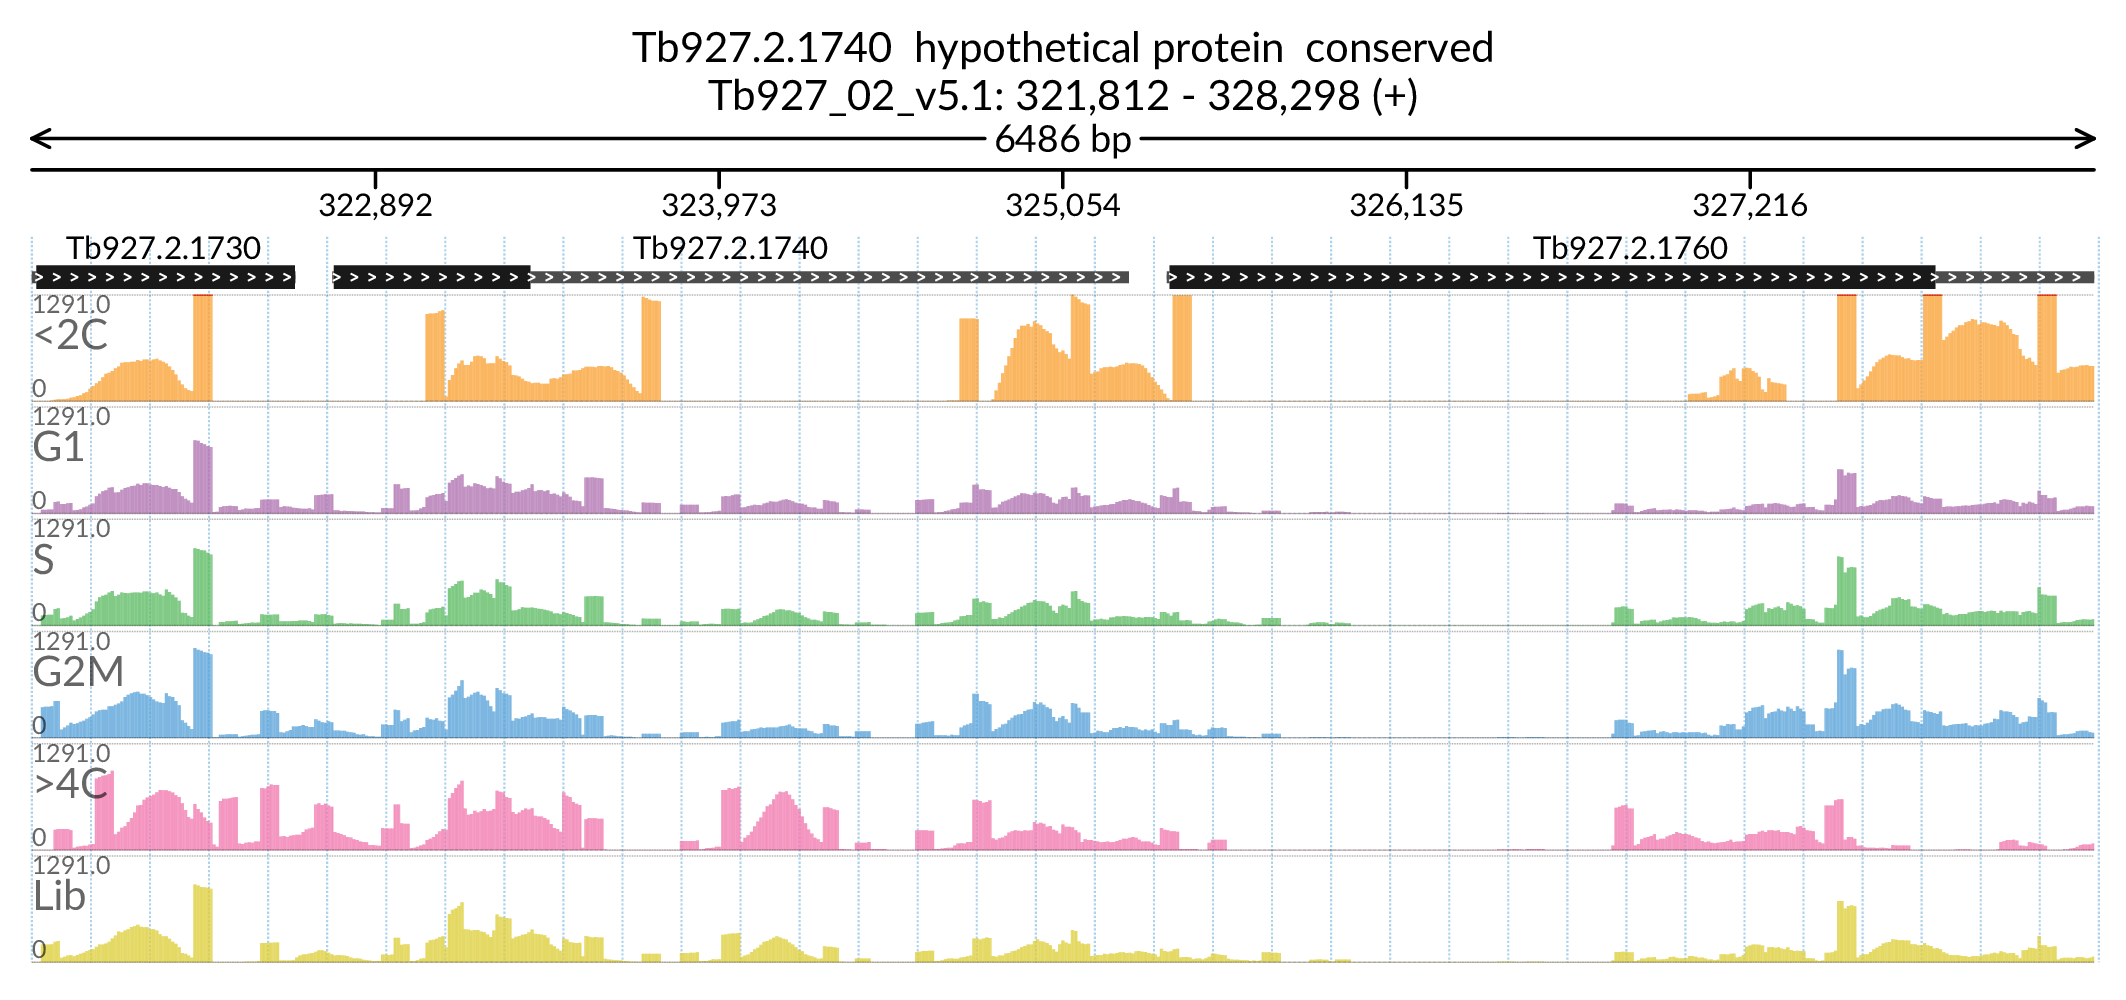 Tb927.2.1740  hypothetical protein  conserved
Tb927_02_v5.1: 321,812 - 328,298 (+)
6486 bp
322,892 323,973 325,054 326,135 327,216
Tb927.2.1730 Tb927.2.1740 Tb927.2.1760
1291.0
<2C
0
1291.0
G1
0
1291.0
S
0
1291.0
G2M
0
1291.0
>4C
0
1291.0
Lib
0